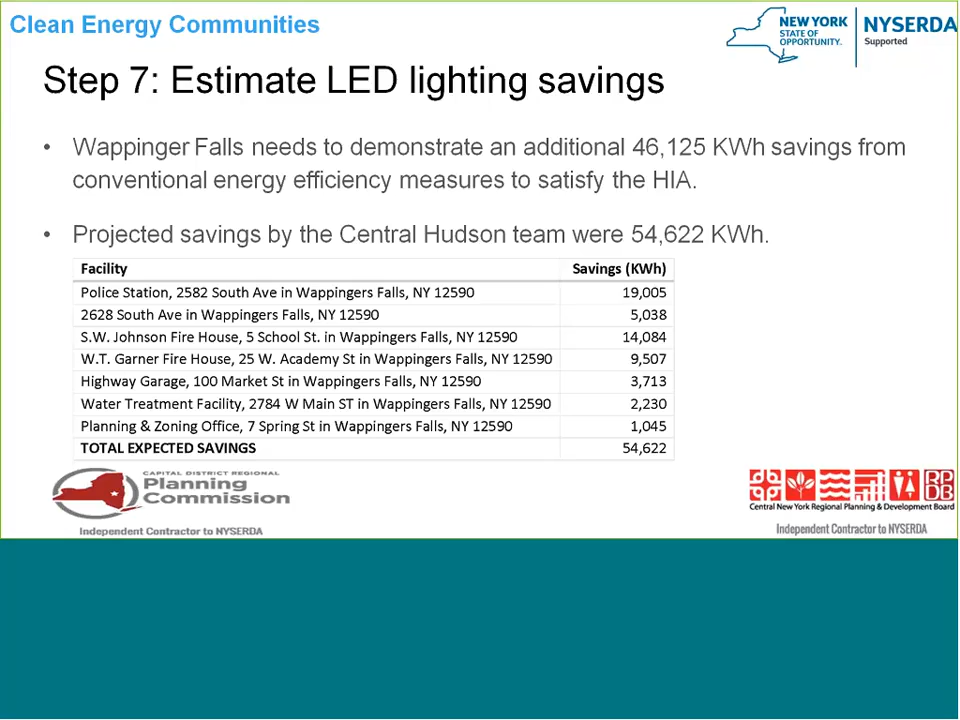 Clean Energy Communities
NEW YORK
STATE OF
OPPORTUNITY.
NYSERDA
Supported
Step 7: Estimate LED lighting savings
• Wappinger Falls needs to demonstrate an additional 46,125 KWh savings from
conventional energy efficiency measures to satisfy the HIA.
• Projected savings by the Central Hudson team were 54,622 KWh.
Facility Savings (KWh)
Police Station, 2582 South Ave in Wappingers Falls, NY 12590 19,005
2628 South Ave in Wappingers Falls, NY 12590 5,038
S.W. Johnson Fire House, 5 School St. in Wappingers Falls, NY 12590 14,084
W.T. Garner Fire House, 25 W. Academy St in Wappingers Falls, NY 12590 9,507
Highway Garage, 100 Market St in Wappingers Falls, NY 12590 3,713
Water Treatment Facility, 2784 W Main ST in Wappingers Falls, NY 12590 2,230
Planning & Zoning Office, 7 Spring St in Wappingers Falls, NY 12590 1,045
TOTAL EXPECTED SAVINGS 54,622
CAPITAL DISTRICT REGIONAL
Planning
Commission
Independent Contractor to NYSERDA
RP
DB
Central New York Regional Planning & Development Board
Independent Contractor to NYSERDA